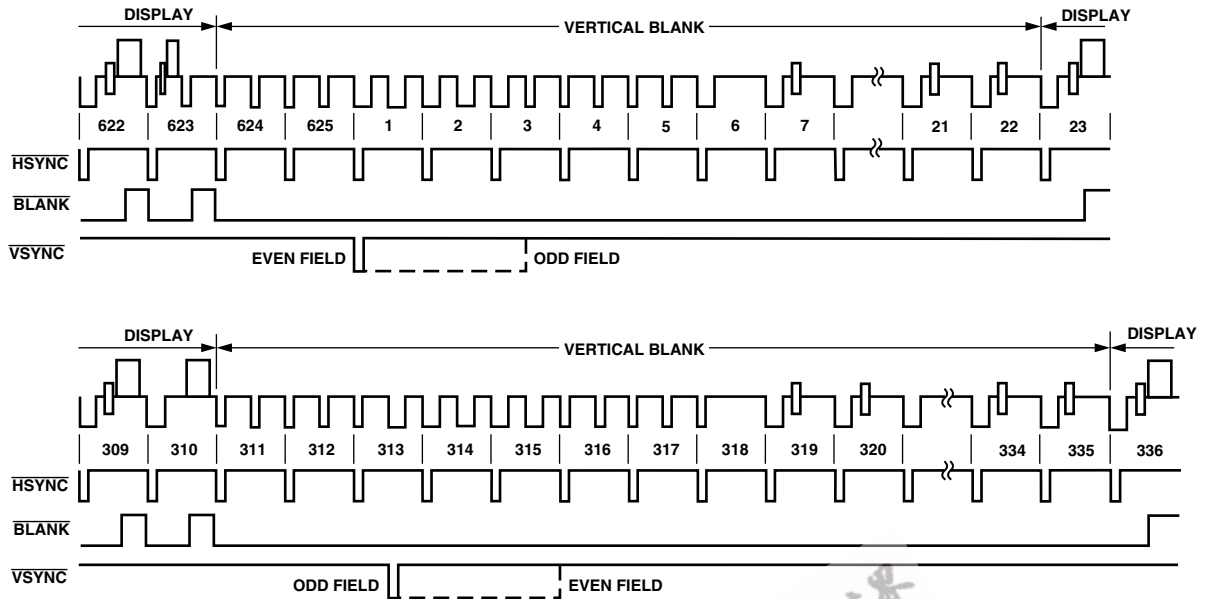 DISPLAY VERTICAL BLANK DISPLAY
622 623 624 625 1 2 3 4 5 6 7 21 22 23
HSYNC
BLANK
VSYNC
EVEN FIELD ODD FIELD
DISPLAY VERTICAL BLANK DISPLAY
309 310 311 312 313 314 315 316 317 318 319 320 334 335 336
HSYNC
BLANK
VSYNC
ODD FIELD EVEN FIELD